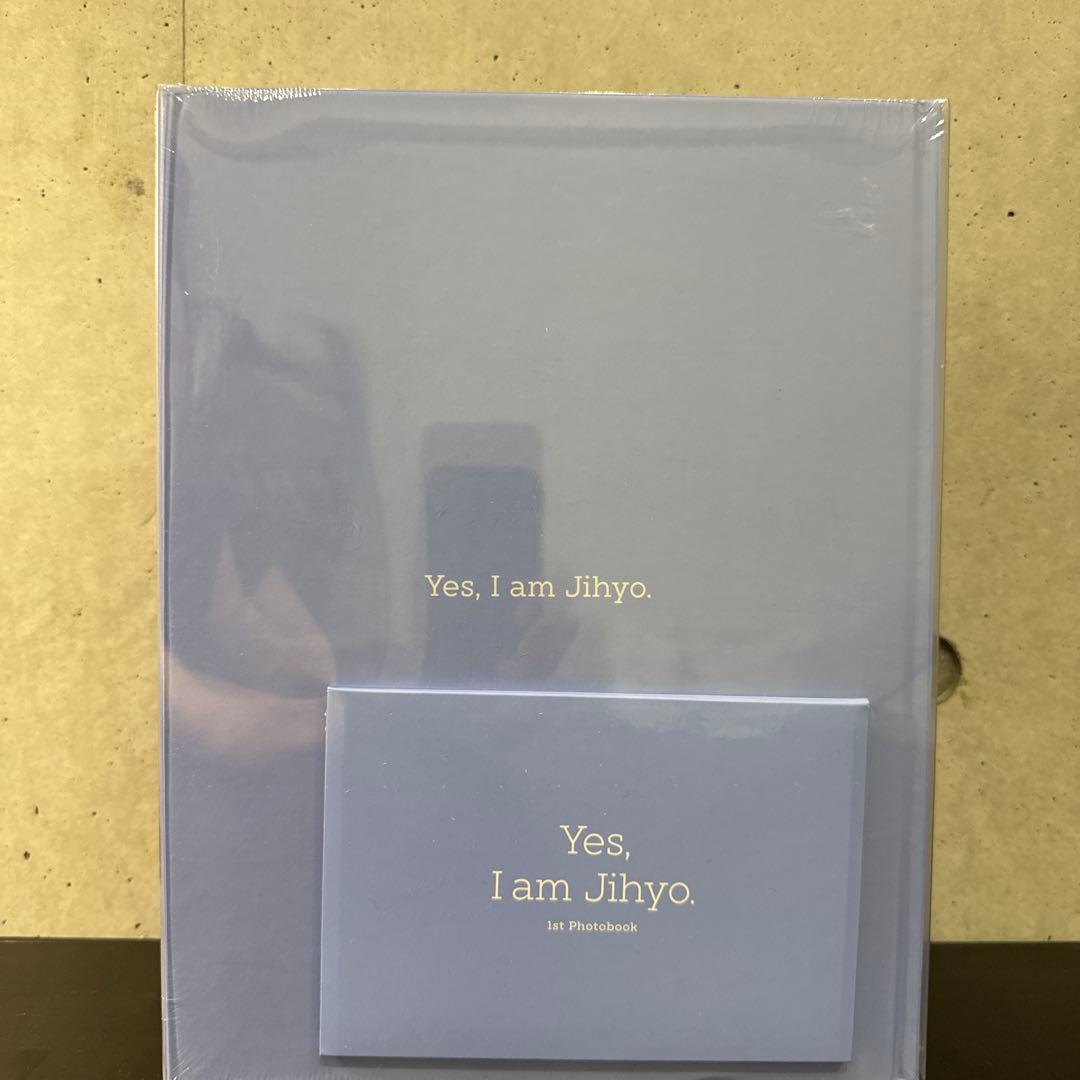 Yes, I am Jihyo.
Yes,
I am Jihyo.
1st Photobook